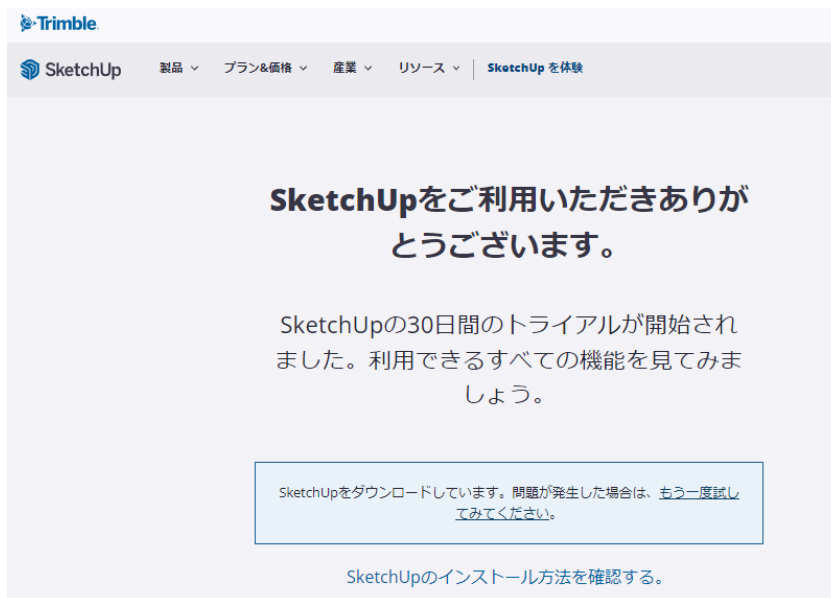 Trimble.
SketchUp 製品 プラン&価格 産業 リソース SketchUp を体験
SketchUpをご利用いただきありが
とうございます。
SketchUpの30日間のトライアルが開始され
ました。利用できるすべての機能を見てみま
しょう。
SketchUpをダウンロードしています。問題が発生した場合は、もう一度試し
てみてください。
SketchUpのインストール方法を確認する。